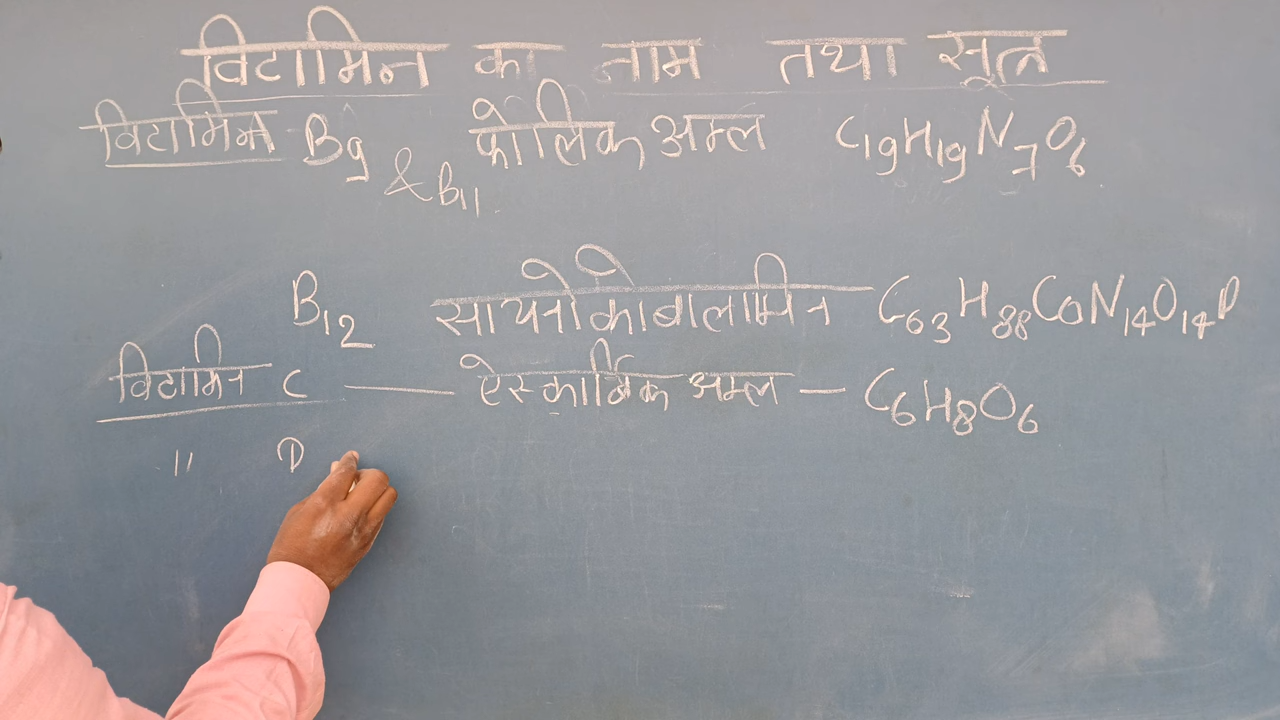 विटामिन का नाम तथा सूत्र
विटामिन B9 & B11 फोलिक अम्ल C19H19N7O6
B12 सायनोकोबालामिन C63H88CoN14O14P
विटामिन C — ऐस्कार्बिक अम्ल — C6H8O6
" D